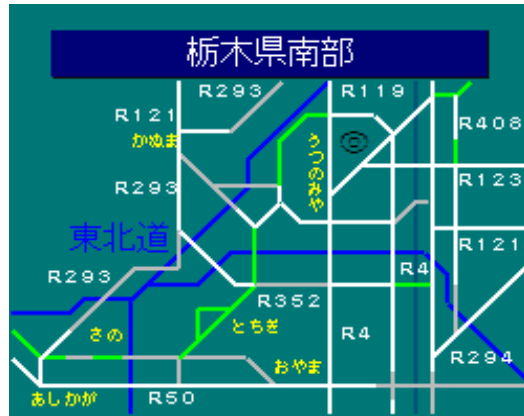 栃木県南部
R293
R119
R121
かぬま
うつのみや
R408
R293
R123
東北道
R121
R293
R4
R352
とちぎ
さの
R4
おやま
R294
あしかが
R50